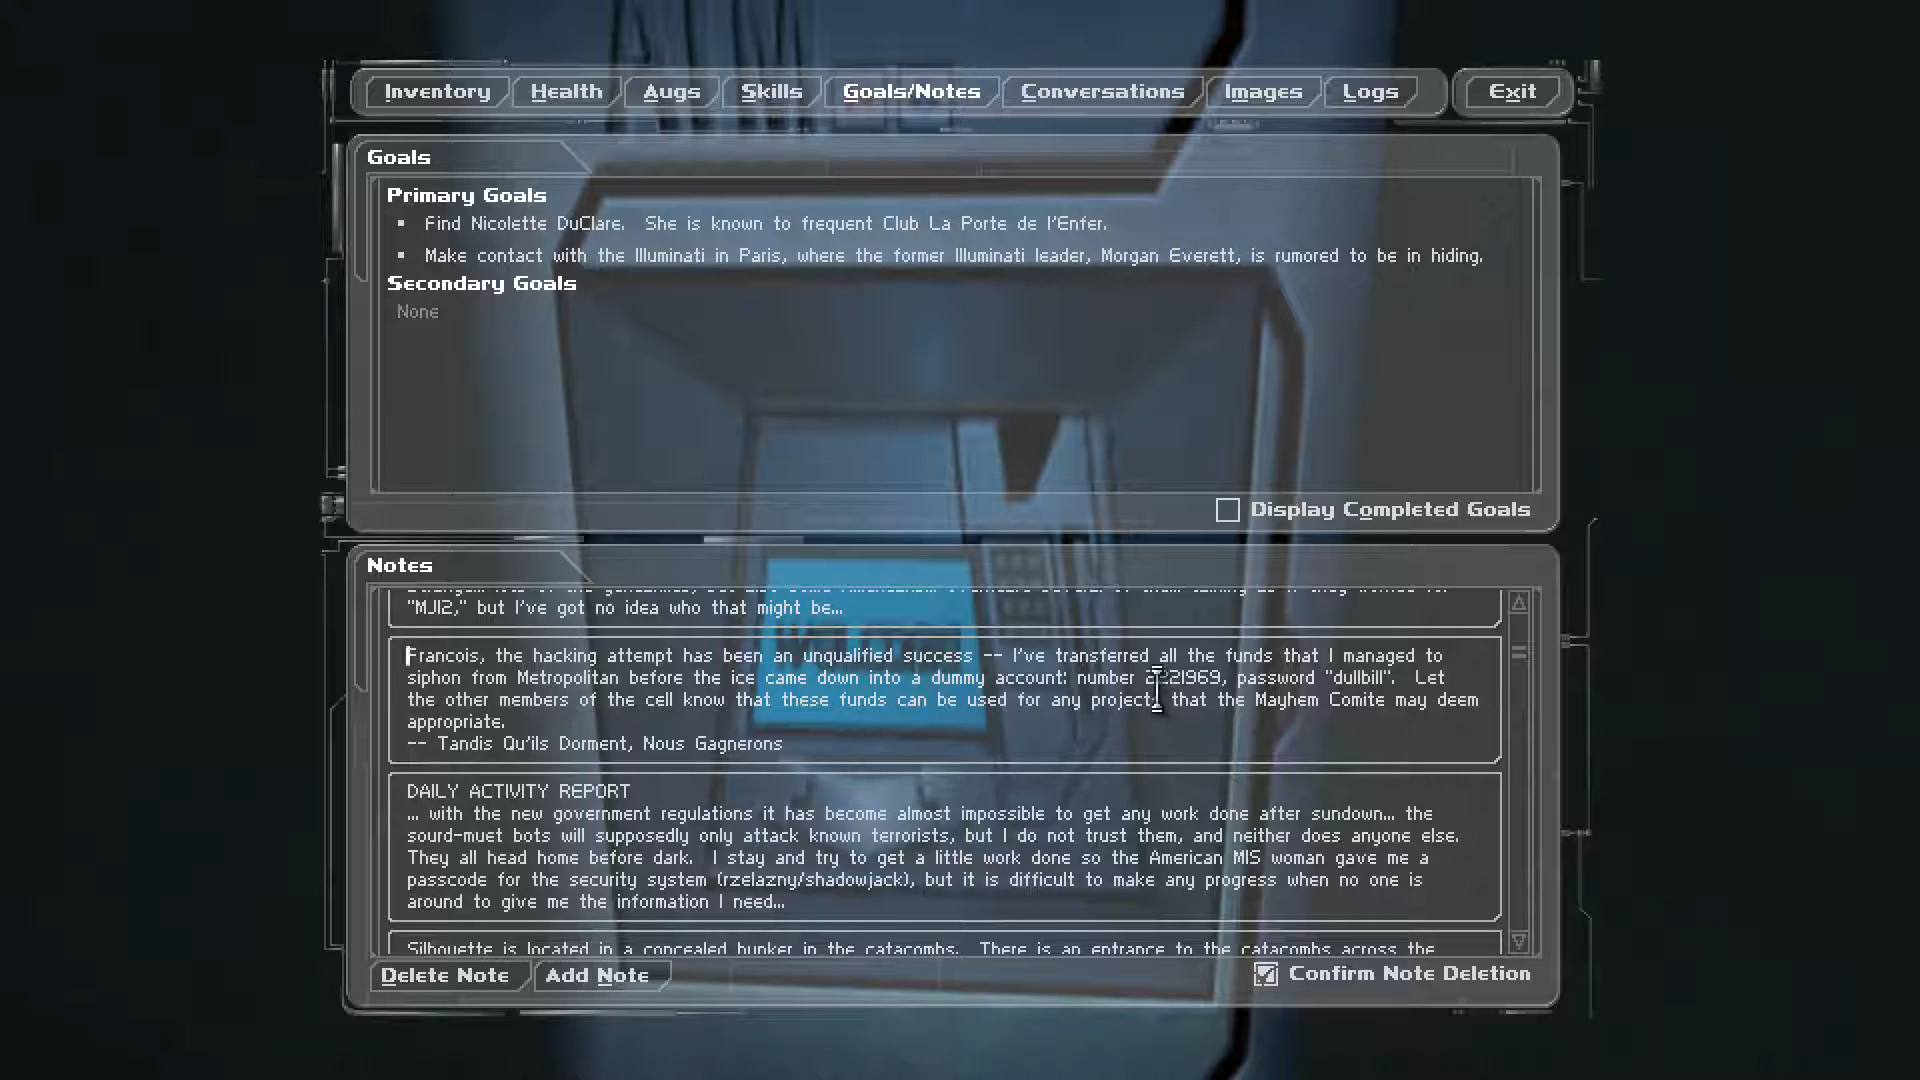 ATM
Inventory Health Augs Skills Goals/Notes Conversations Images Logs Exit
Goals
Primary Goals
▪ Find Nicolette DuClare. She is known to frequent Club La Porte de l'Enfer.
▪ Make contact with the Illuminati in Paris, where the former Illuminati leader, Morgan Everett, is rumored to be in hiding.
Secondary Goals
None
Display Completed Goals
Notes
"MJ12," but I've got no idea who that might be...
Francois, the hacking attempt has been an unqualified success -- I've transferred all the funds that I managed to
siphon from Metropolitan before the ice came down into a dummy account: number , password "dullbill". Let
the other members of the cell know that these funds can be used for any projects that the Mayhem Comite may deem
appropriate.
-- Tandis Qu'ils Dorment, Nous Gagnerons
DAILY ACTIVITY REPORT
... with the new government regulations it has become almost impossible to get any work done after sundown... the
sourd-muet bots will supposedly only attack known terrorists, but I do not trust them, and neither does anyone else.
They all head home before dark. I stay and try to get a little work done so the American MIS woman gave me a
passcode for the security system (rzelazny/shadowjack), but it is difficult to make any progress when no one is
around to give me the information I need...
Silhouette is located in a concealed bunker in the catacombs. There is an entrance to the catacombs across the
Delete Note Add Note Confirm Note Deletion